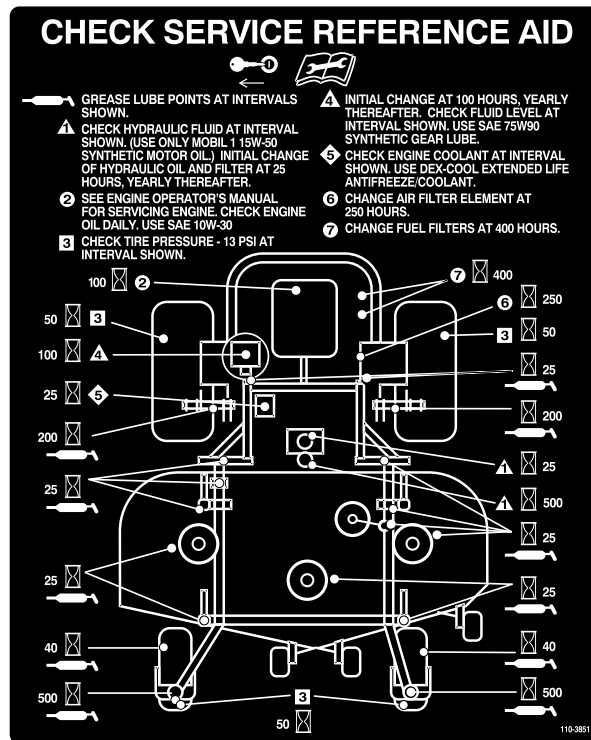 CHECK SERVICE REFERENCE AID
GREASE LUBE POINTS AT INTERVALS
SHOWN.
1 CHECK HYDRAULIC FLUID AT INTERVAL
SHOWN. (USE ONLY MOBIL 1 15W-50
SYNTHETIC MOTOR OIL.) INITIAL CHANGE
OF HYDRAULIC OIL AND FILTER AT 25
HOURS, YEARLY THEREAFTER.
2 SEE ENGINE OPERATOR'S MANUAL
FOR SERVICING ENGINE. CHECK ENGINE
OIL DAILY. USE SAE 10W-30
3 CHECK TIRE PRESSURE - 13 PSI AT
INTERVAL SHOWN.
4 INITIAL CHANGE AT 100 HOURS, YEARLY
THEREAFTER. CHECK FLUID LEVEL AT
INTERVAL SHOWN. USE SAE 75W90
SYNTHETIC GEAR LUBE.
5 CHECK ENGINE COOLANT AT INTERVAL
SHOWN. USE DEX-COOL EXTENDED LIFE
ANTIFREEZE/COOLANT.
6 CHANGE AIR FILTER ELEMENT AT
250 HOURS.
7 CHANGE FUEL FILTERS AT 400 HOURS.
100 2
50 3
100 4
25 5
200
25
25
40
500
7 400
6 250
3 50
25
200
1 25
1 500
25
25
40
500
3
50
110-3851